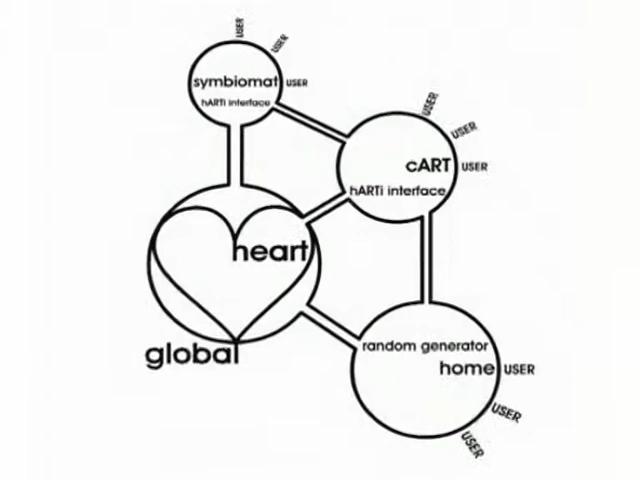 USER
USER
symbiomat USER
hARTi interface
USER
USER
cART USER
hARTi interface
heart
global
random generator
home USER
USER
USER